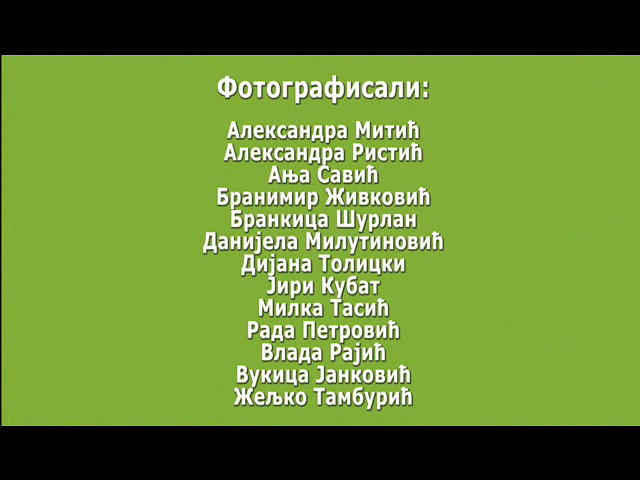 Фотографисали:
Александра Митић
Александра Ристић
Ања Савић
Бранимир Живковић
Бранкица Шурлан
Данијела Милутиновић
Дијана Толицки
Јири Кубат
Милка Тасић
Рада Петровић
Влада Рајић
Вукица Јанковић
Жељко Тамбурић